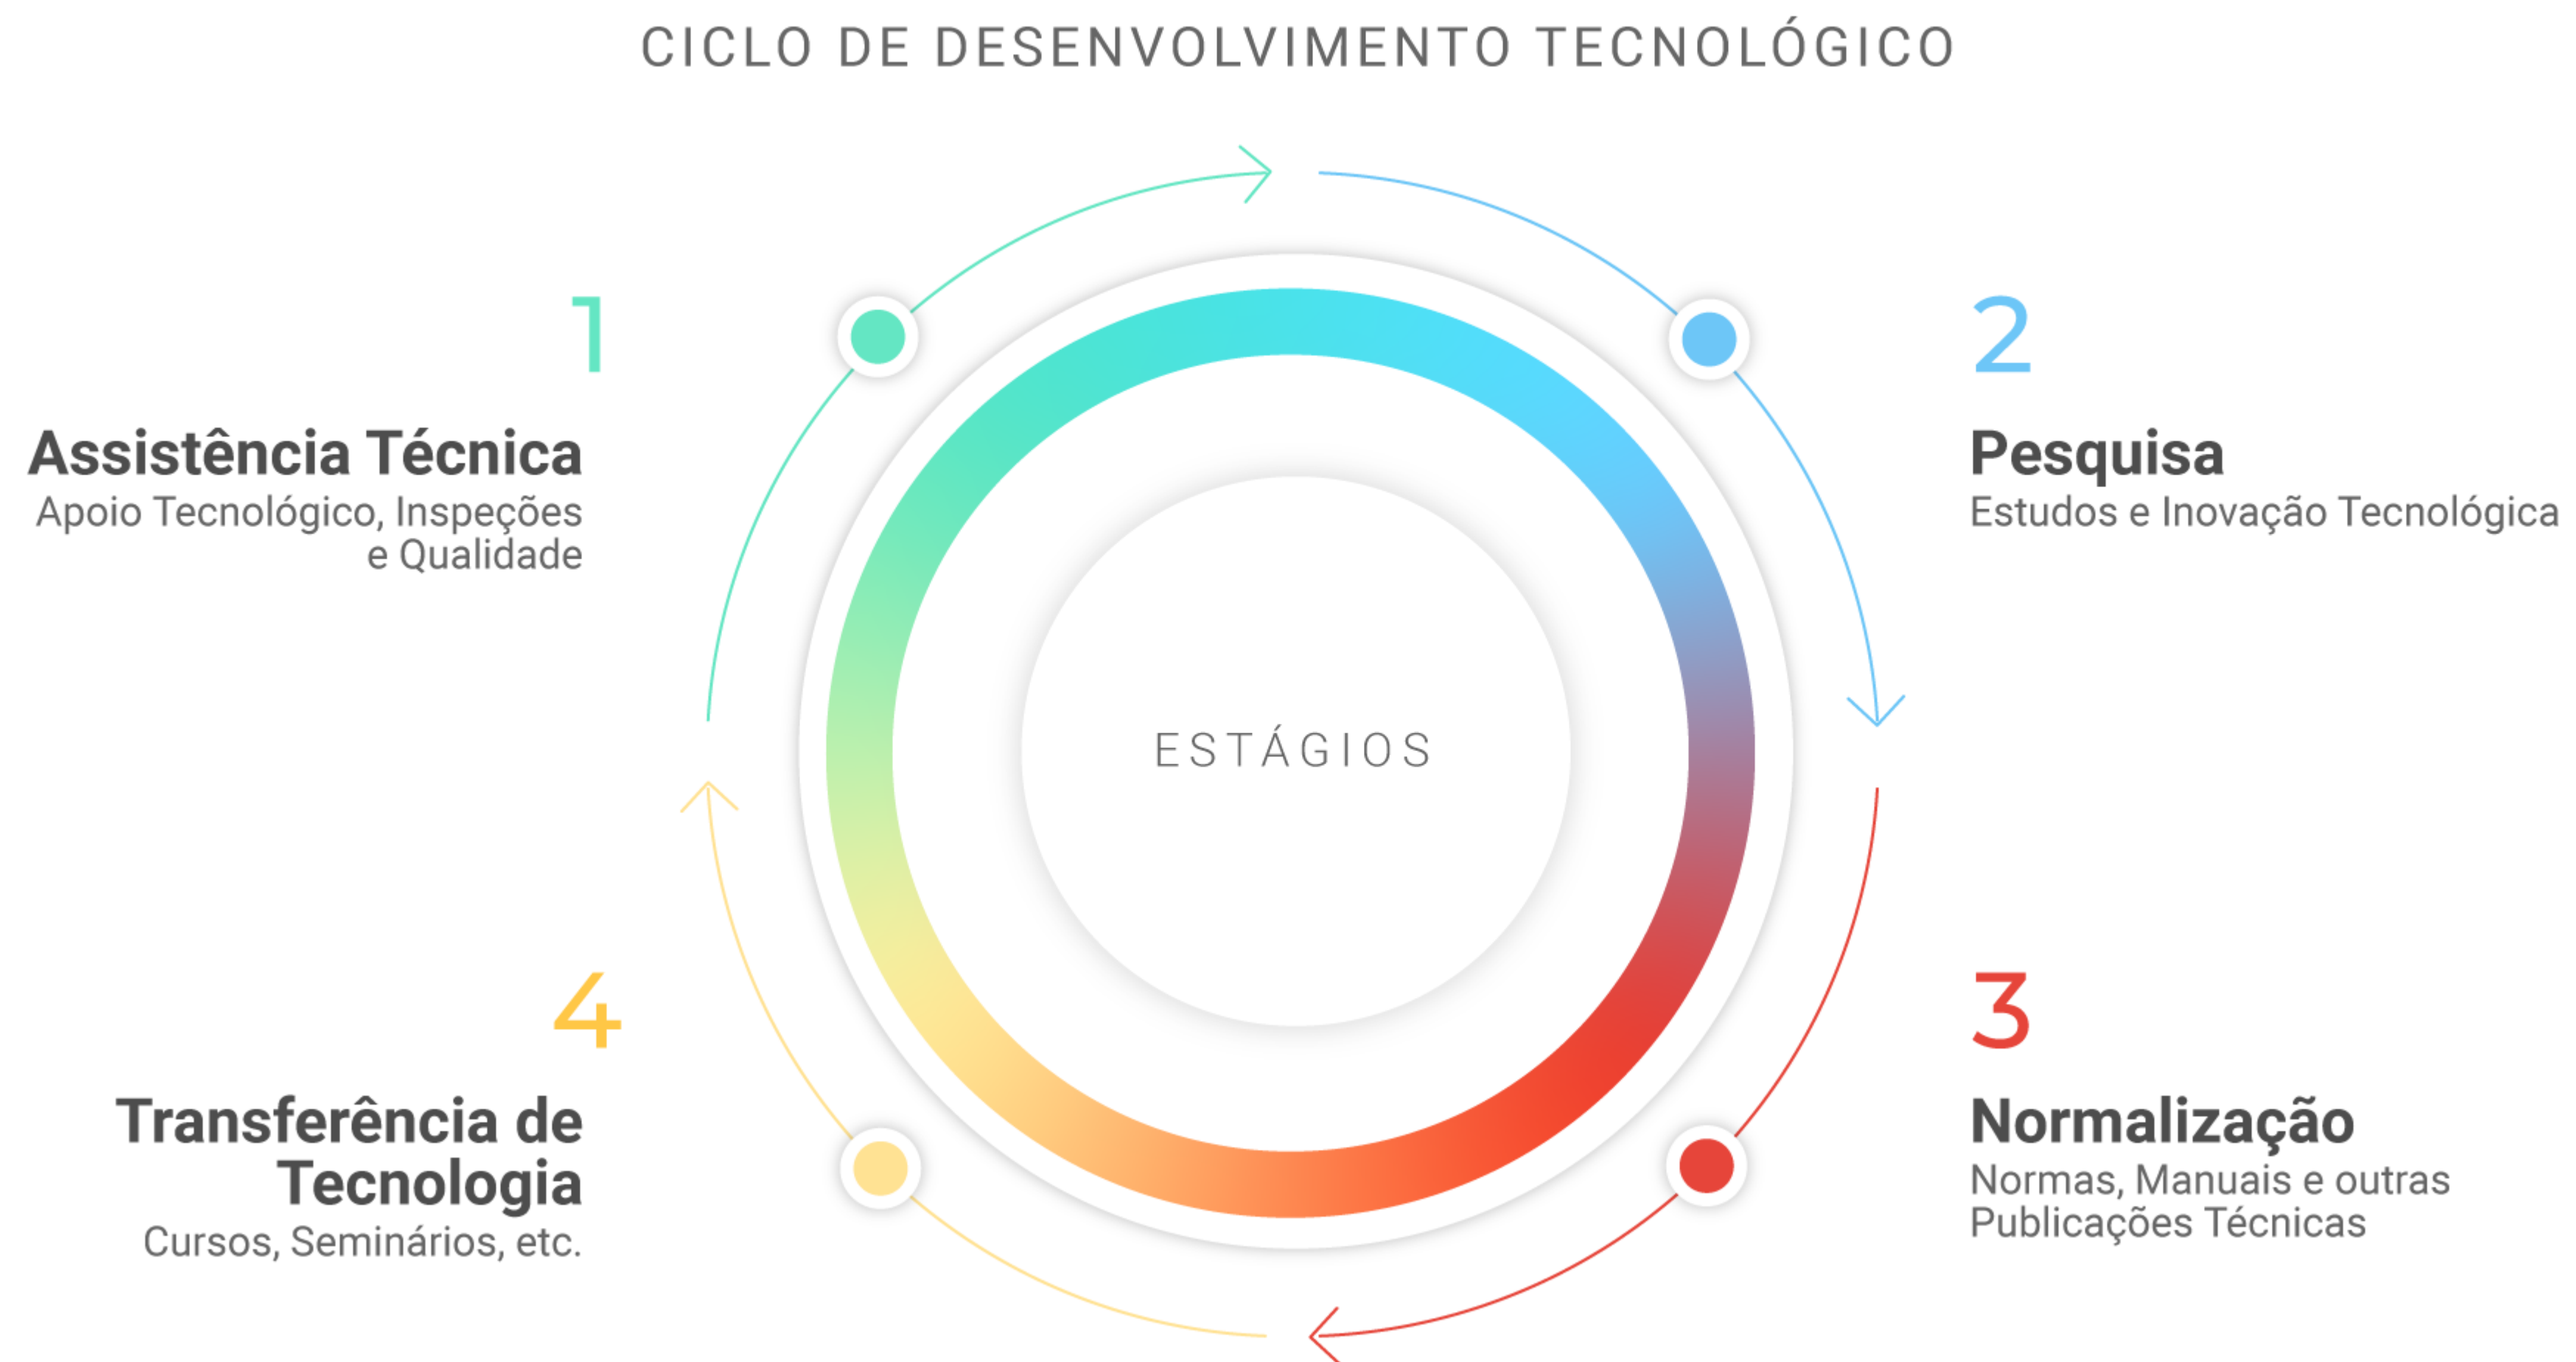 CICLO DE DESENVOLVIMENTO TECNOLÓGICO
1
Assistência Técnica
Apoio Tecnológico, Inspeções
e Qualidade
2
Pesquisa
Estudos e Inovação Tecnológica
ESTÁGIOS
3
Normalização
Normas, Manuais e outras
Publicações Técnicas
4
Transferência de
Tecnologia
Cursos, Seminários, etc.